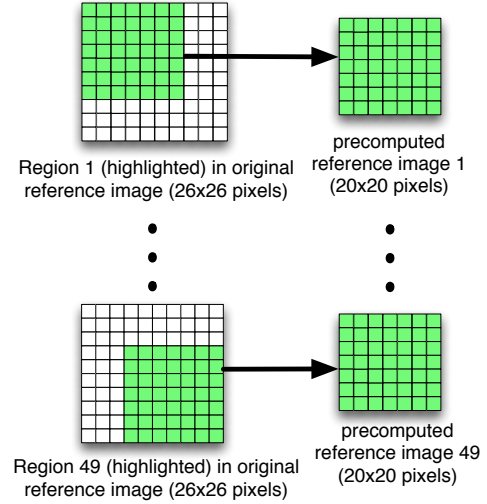 Region 1 (highlighted) in original
reference image (26x26 pixels)
precomputed
reference image 1
(20x20 pixels)
Region 49 (highlighted) in original
reference image (26x26 pixels)
precomputed
reference image 49
(20x20 pixels)